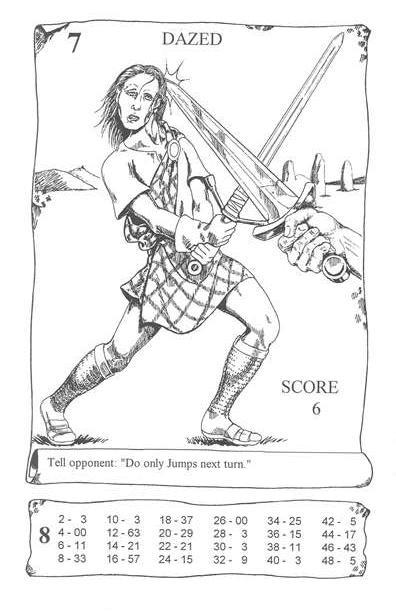 7
DAZED
SCORE
6
Tell opponent: "Do only Jumps next turn."
8
2 - 3 10 - 3 18 - 37 26 - 00 34 - 25 42 - 5
4 - 00 12 - 63 20 - 29 28 - 3 36 - 15 44 - 17
6 - 11 14 - 21 22 - 21 30 - 3 38 - 11 46 - 43
8 - 33 16 - 57 24 - 15 32 - 9 40 - 3 48 - 5